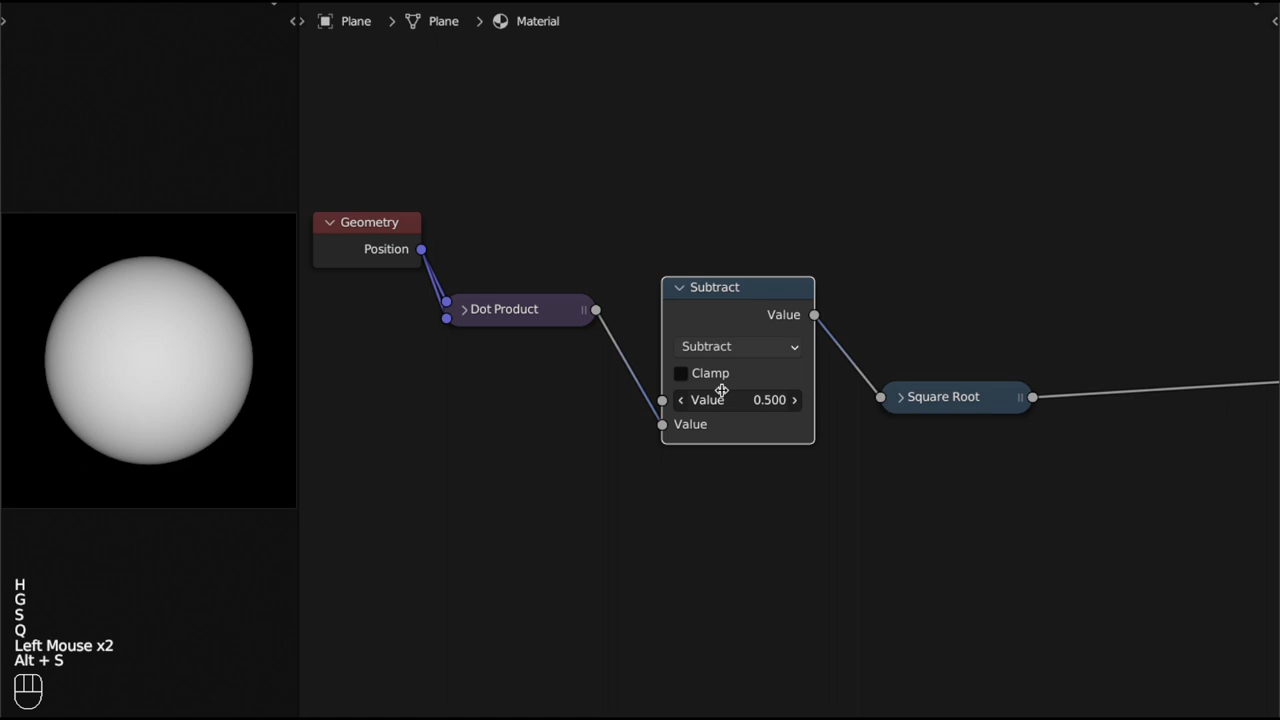 Plane > Plane > Material
Geometry
Position
Dot Product
Subtract
Value
Subtract
Clamp
Value 0.500
Value
Square Root
H
G
S
Q
Left Mouse x2
Alt + S